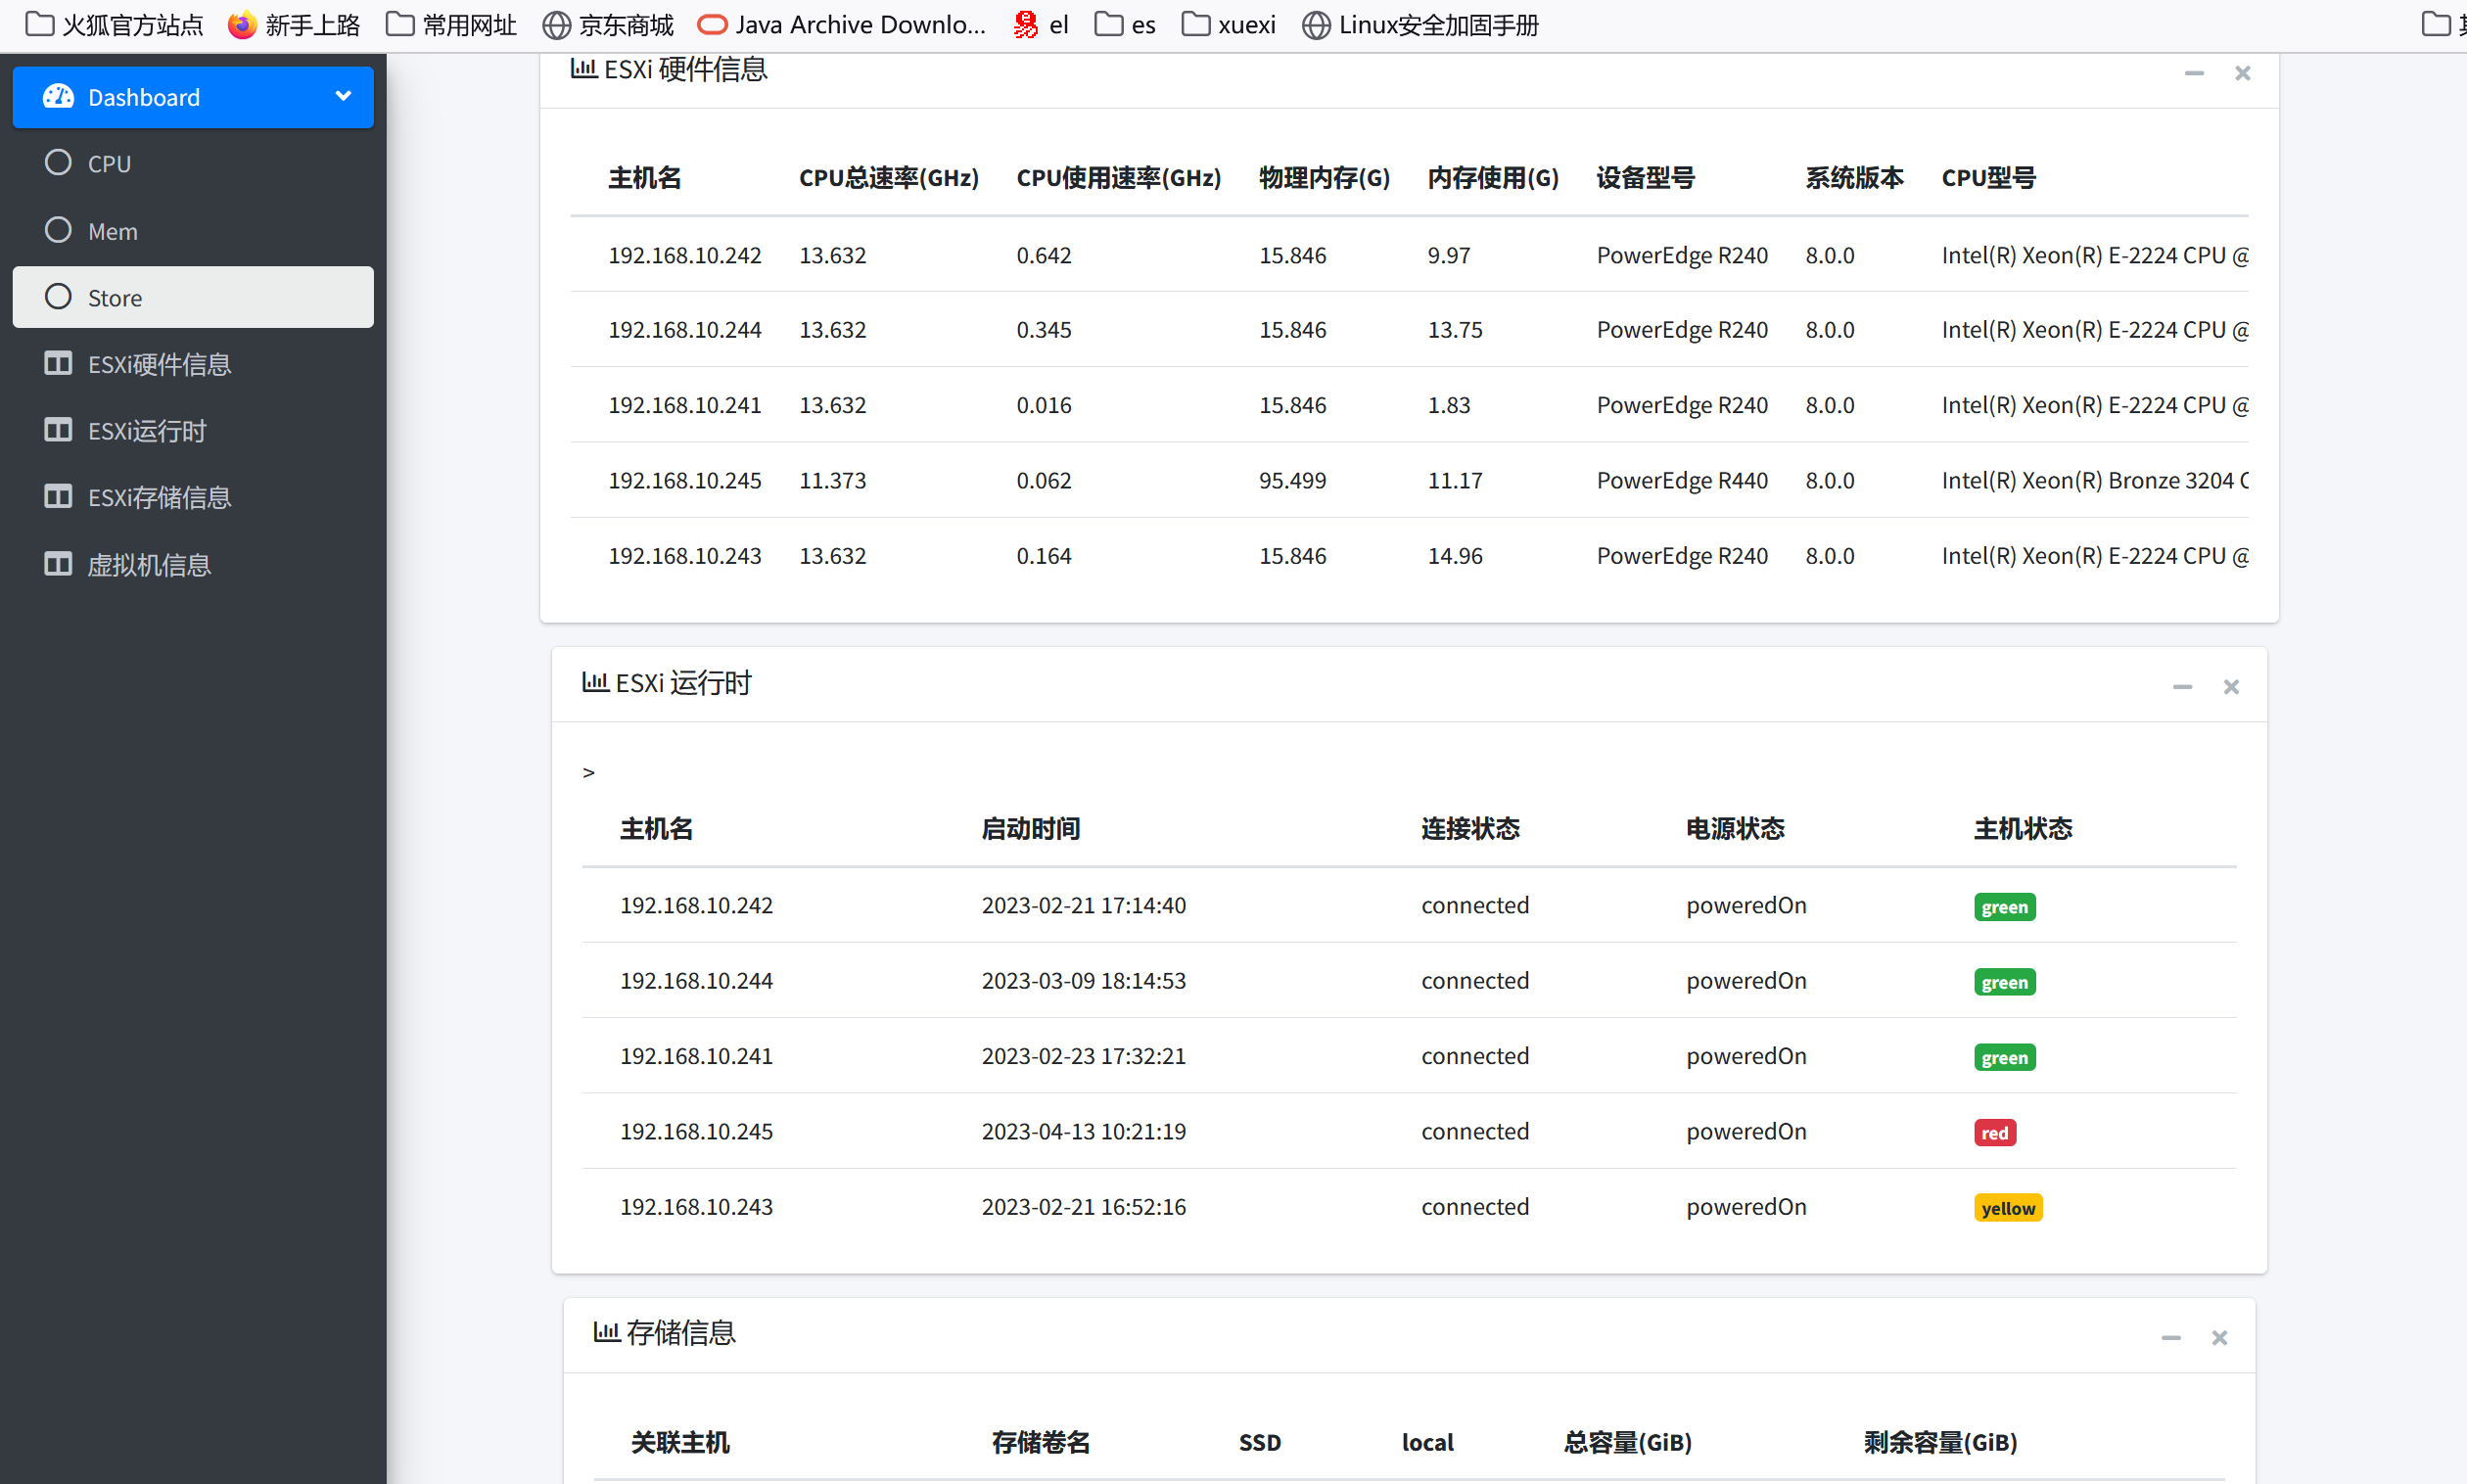 火狐官方站点 新手上路 常用网址 京东商城 Java Archive Downlo... el es xuexi Linux安全加固手册
Dashboard
CPU
Mem
Store
ESXi硬件信息
ESXi运行时
ESXi存储信息
虚拟机信息
ESXi 硬件信息
主机名 CPU总速率(GHz) CPU使用速率(GHz) 物理内存(G) 内存使用(G) 设备型号 系统版本 CPU型号
192.168.10.242 13.632 0.642 15.846 9.97 PowerEdge R240 8.0.0 Intel(R) Xeon(R) E-2224 CPU @
192.168.10.244 13.632 0.345 15.846 13.75 PowerEdge R240 8.0.0 Intel(R) Xeon(R) E-2224 CPU @
192.168.10.241 13.632 0.016 15.846 1.83 PowerEdge R240 8.0.0 Intel(R) Xeon(R) E-2224 CPU @
192.168.10.245 11.373 0.062 95.499 11.17 PowerEdge R440 8.0.0 Intel(R) Xeon(R) Bronze 3204
192.168.10.243 13.632 0.164 15.846 14.96 PowerEdge R240 8.0.0 Intel(R) Xeon(R) E-2224 CPU @
ESXi 运行时
>
主机名 启动时间 连接状态 电源状态 主机状态
192.168.10.242 2023-02-21 17:14:40 connected poweredOn green
192.168.10.244 2023-03-09 18:14:53 connected poweredOn green
192.168.10.241 2023-02-23 17:32:21 connected poweredOn green
192.168.10.245 2023-04-13 10:21:19 connected poweredOn red
192.168.10.243 2023-02-21 16:52:16 connected poweredOn yellow
存储信息
关联主机 存储卷名 SSD local 总容量(GiB) 剩余容量(GiB)